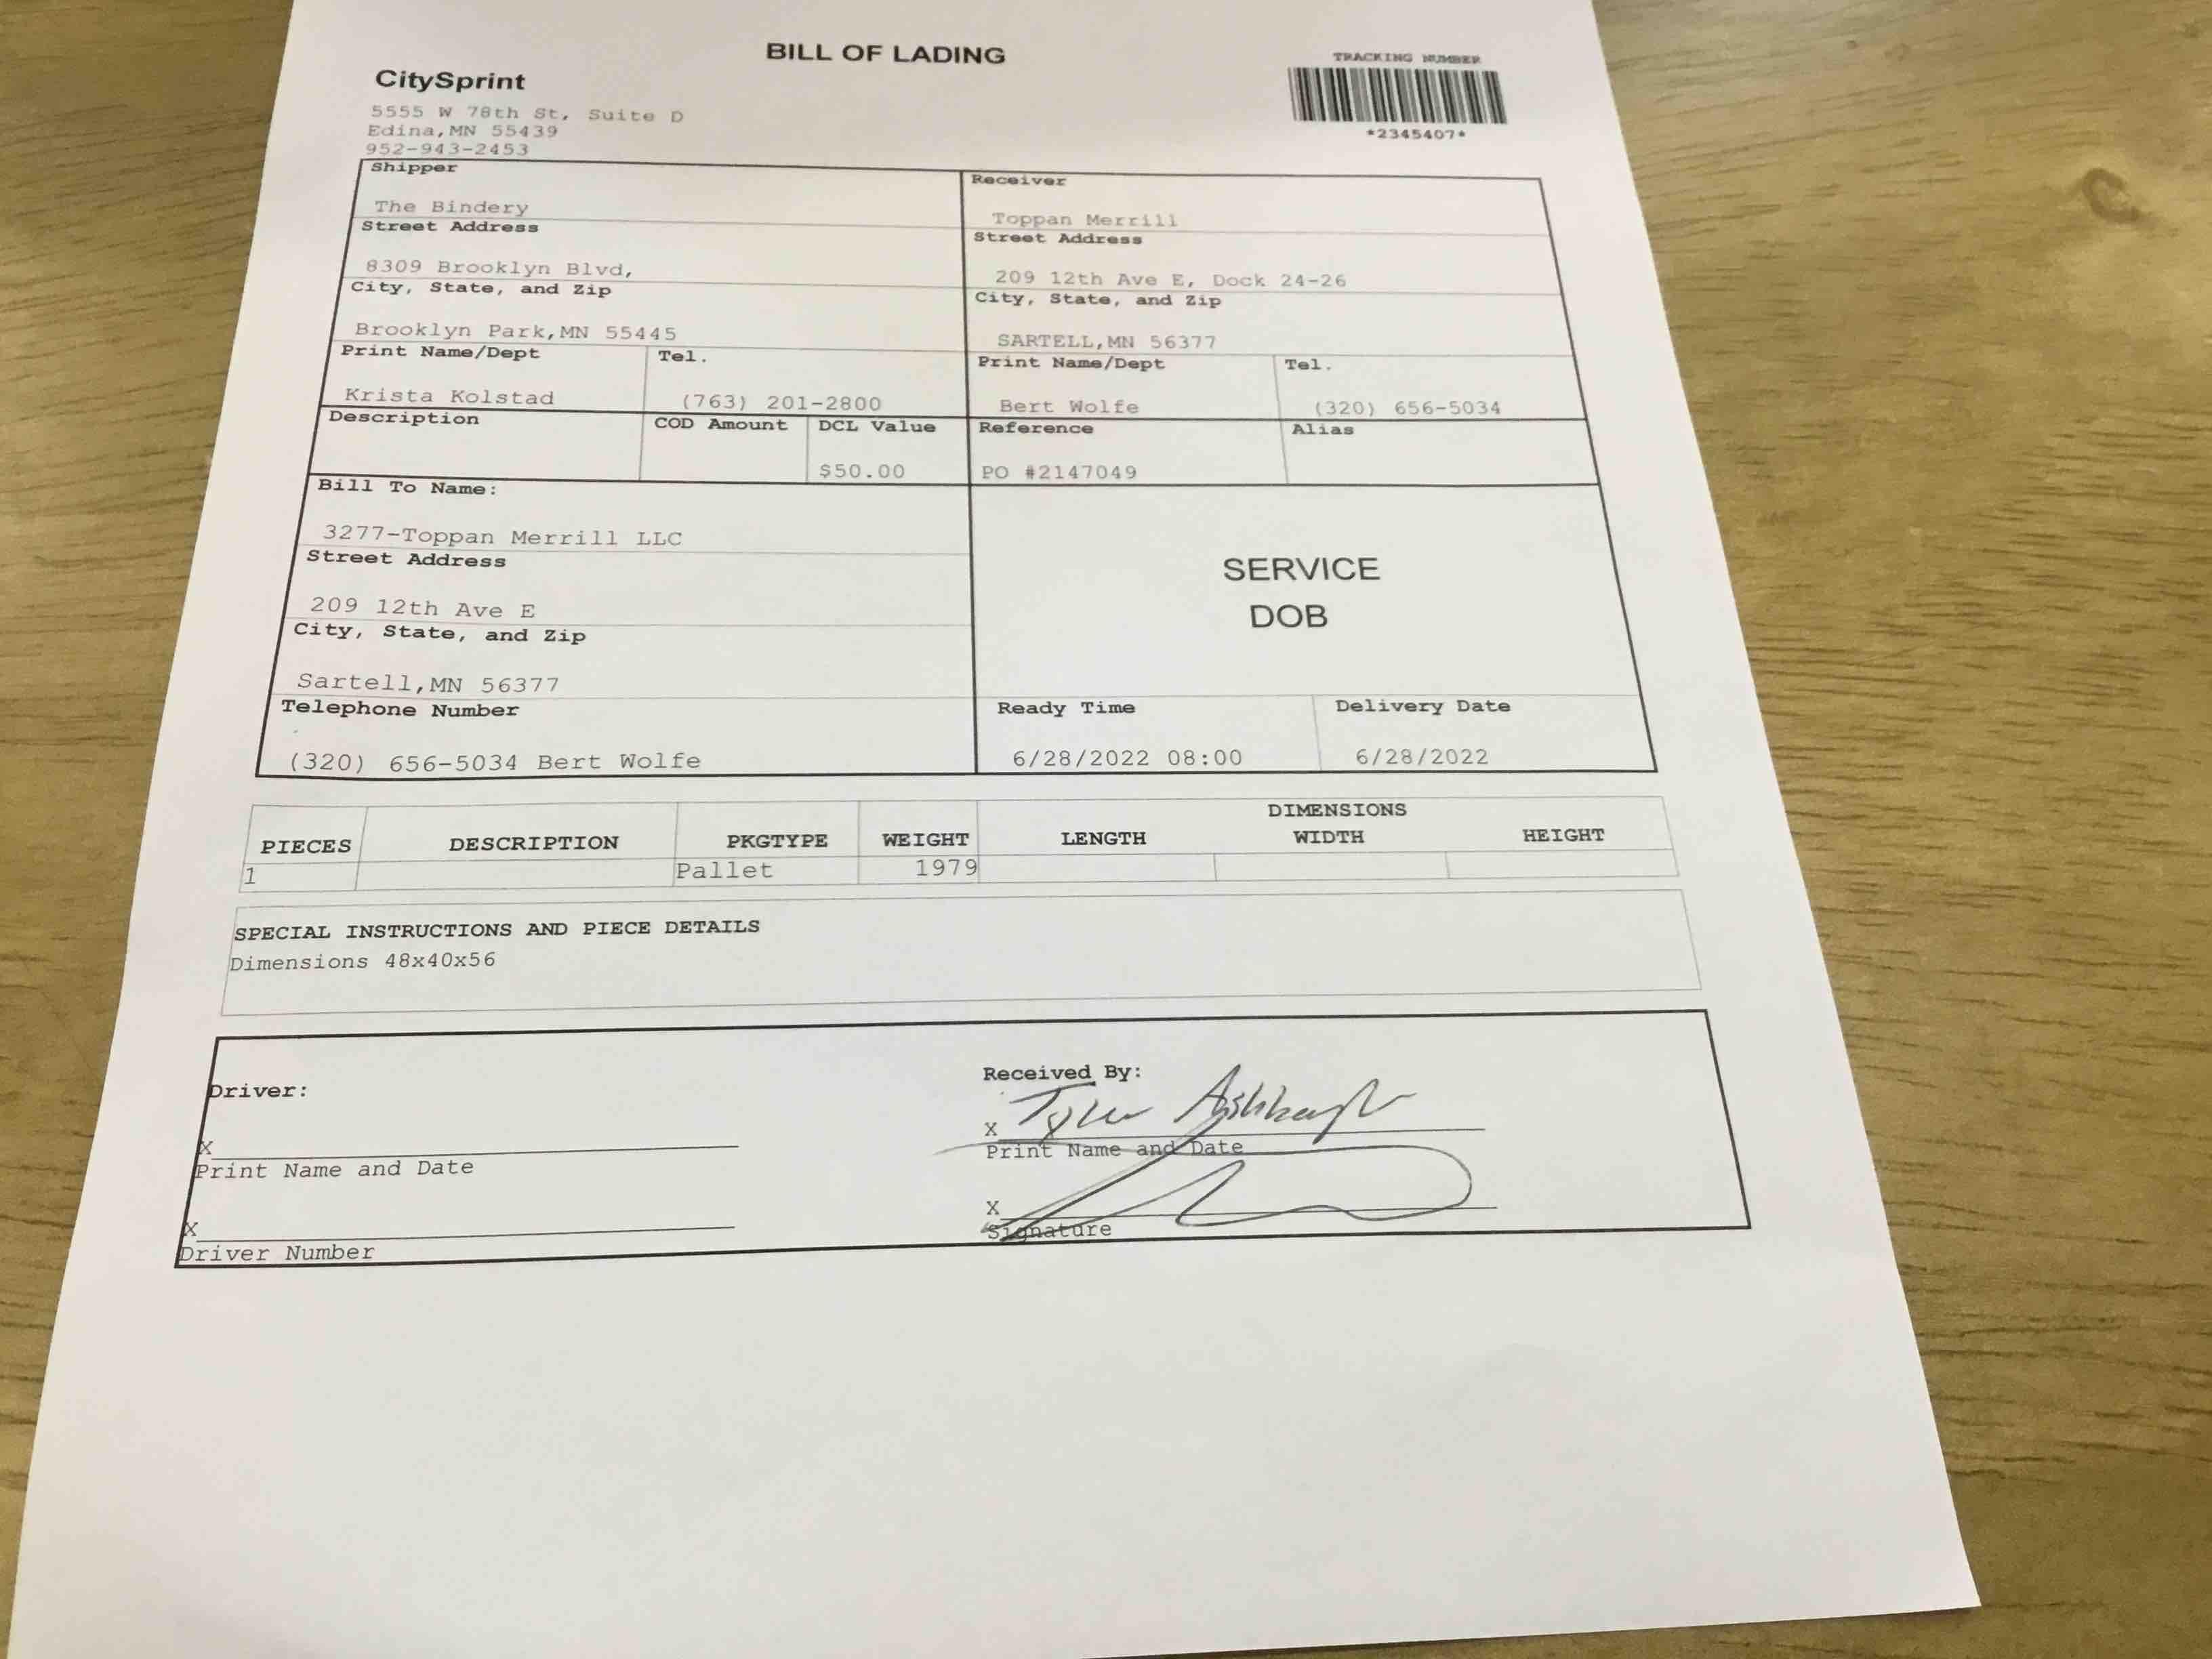 BILL OF LADING
CitySprint
5555 W 78th St, Suite D
Edina,MN 55439
952-943-2453
TRACKING NUMBER
*2345407*
Shipper
The Bindery
Street Address
8309 Brooklyn Blvd,
City, State, and Zip
Brooklyn Park,MN 55445
Print Name/Dept Tel.
Krista Kolstad (763) 201-2800
Receiver
Toppan Merrill
Street Address
209 12th Ave E, Dock 24-26
City, State, and Zip
SARTELL,MN 56377
Print Name/Dept Tel.
Bert Wolfe (320) 656-5034
Description COD Amount DCL Value Reference Alias
$50.00 PO #2147049
Bill To Name:
3277-Toppan Merrill LLC
Street Address
209 12th Ave E
City, State, and Zip
Sartell,MN 56377
Telephone Number
(320) 656-5034 Bert Wolfe
SERVICE
DOB
Ready Time Delivery Date
6/28/2022 08:00 6/28/2022
DIMENSIONS
PIECES DESCRIPTION PKGTYPE WEIGHT LENGTH WIDTH HEIGHT
1 Pallet 1979
SPECIAL INSTRUCTIONS AND PIECE DETAILS
Dimensions 48x40x56
Driver:
X
Print Name and Date
X
Driver Number
Received By:
X Tyler
Print Name and Date
X
Signature